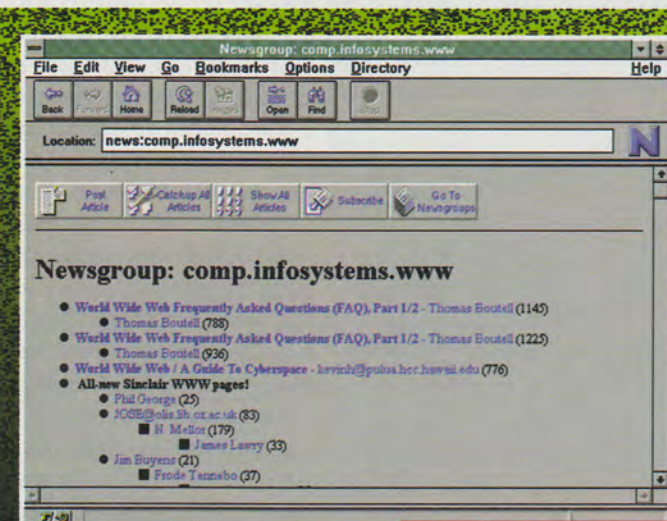 Newsgroup: comp.infosystems.www
File Edit View Go Bookmarks Options Directory Help
Back Forward Home Reload Images Open Find Stop
Location: news:comp.infosystems.www
N
Post Article
Catchup All Articles
Show All Articles
Subscribe
Go To Newsgroups
Newsgroup: comp.infosystems.www
World Wide Web Frequently Asked Questions (FAQ), Part 1/2 - Thomas Boutell (1145)
Thomas Boutell (788)
World Wide Web Frequently Asked Questions (FAQ), Part 1/2 - Thomas Boutell (1225)
Thomas Boutell (936)
World Wide Web / A Guide To Cyberspace - kevinh@pulua.hcc.hawaii.edu (776)
All-new Sinclair WWW pages!
Phil George (25)
JOSE@olis.lib.ox.ac.uk (83)
N. Mellor (179)
James Lawry (33)
Jim Buyens (21)
Frode Tennebo (37)